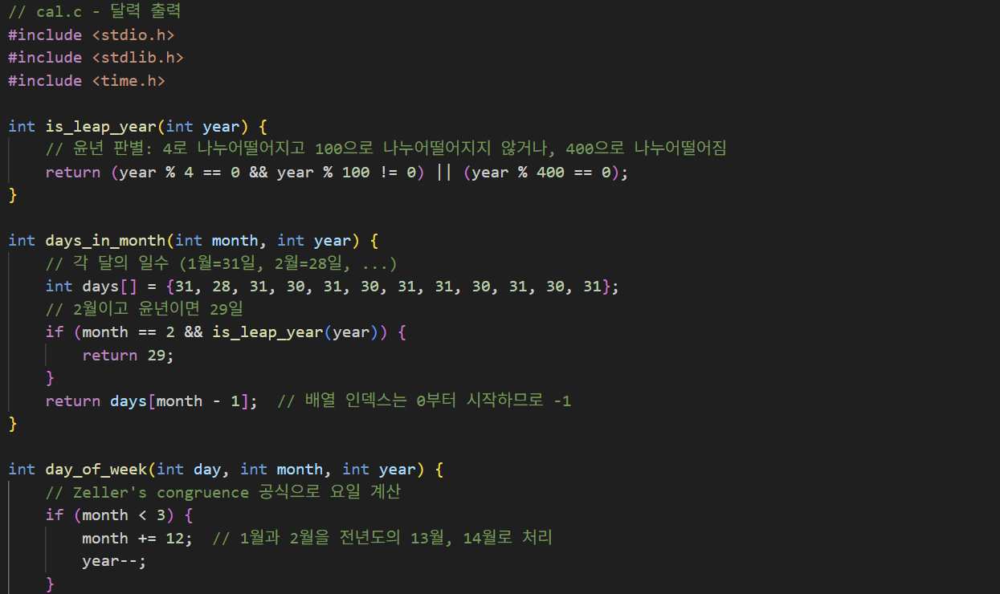 // cal.c - 달력 출력
#include <stdio.h>
#include <stdlib.h>
#include <time.h>

int is_leap_year(int year) {
    // 윤년 판별: 4로 나누어떨어지고 100으로 나누어떨어지지 않거나, 400으로 나누어떨어짐
    return (year % 4 == 0 && year % 100 != 0) || (year % 400 == 0);
}

int days_in_month(int month, int year) {
    // 각 달의 일수 (1월=31일, 2월=28일, ...)
    int days[] = {31, 28, 31, 30, 31, 30, 31, 31, 30, 31, 30, 31};
    // 2월이고 윤년이면 29일
    if (month == 2 && is_leap_year(year)) {
        return 29;
    }
    return days[month - 1];  // 배열 인덱스는 0부터 시작하므로 -1
}

int day_of_week(int day, int month, int year) {
    // Zeller's congruence 공식으로 요일 계산
    if (month < 3) {
        month += 12;  // 1월과 2월을 전년도의 13월, 14월로 처리
        year--;
    }